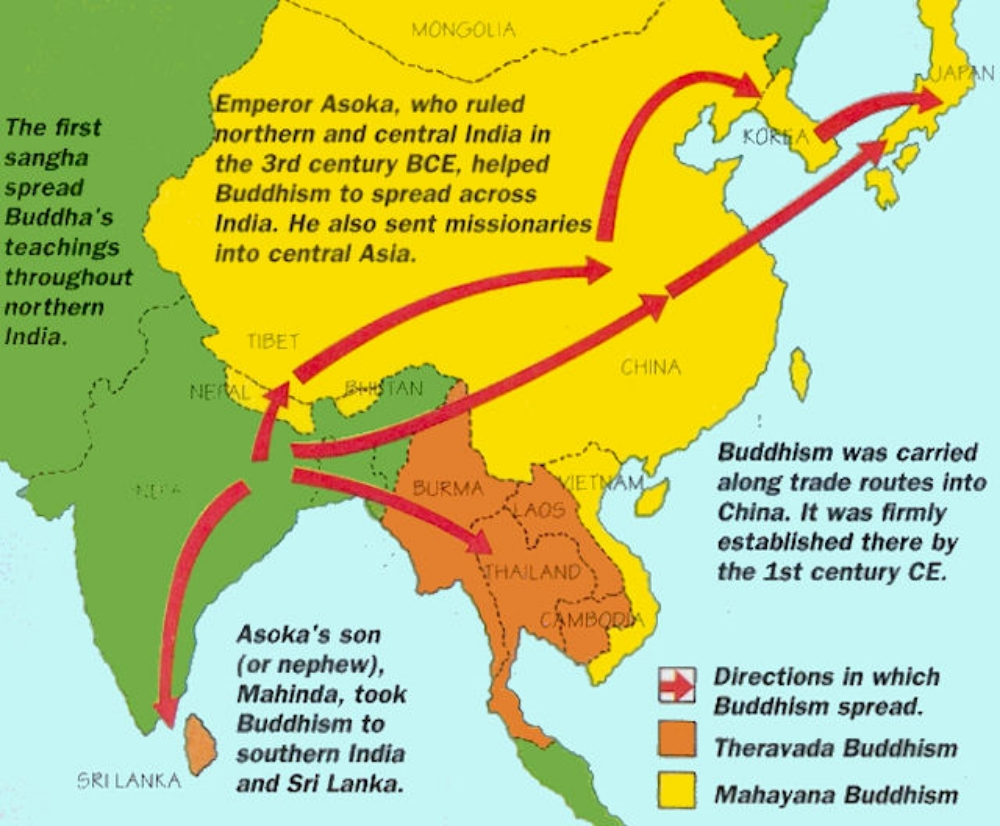 MONGOLIA
JAPAN
The first
sangha
spread
Buddha's
teachings
throughout
northern
India.
Emperor Asoka, who ruled
northern and central India in
the 3rd century BCE, helped
Buddhism to spread across
India. He also sent missionaries
into central Asia.
KOREA
TIBET
NEPAL
BHUTAN
CHINA
BURMA
VIETNAM
LAOS
THAILAND
CAMBODIA
Buddhism was carried
along trade routes into
China. It was firmly
established there by
the 1st century CE.
Asoka's son
(or nephew),
Mahinda, took
Buddhism to
southern India
and Sri Lanka.
SRI LANKA
Directions in which
Buddhism spread.
Theravada Buddhism
Mahayana Buddhism